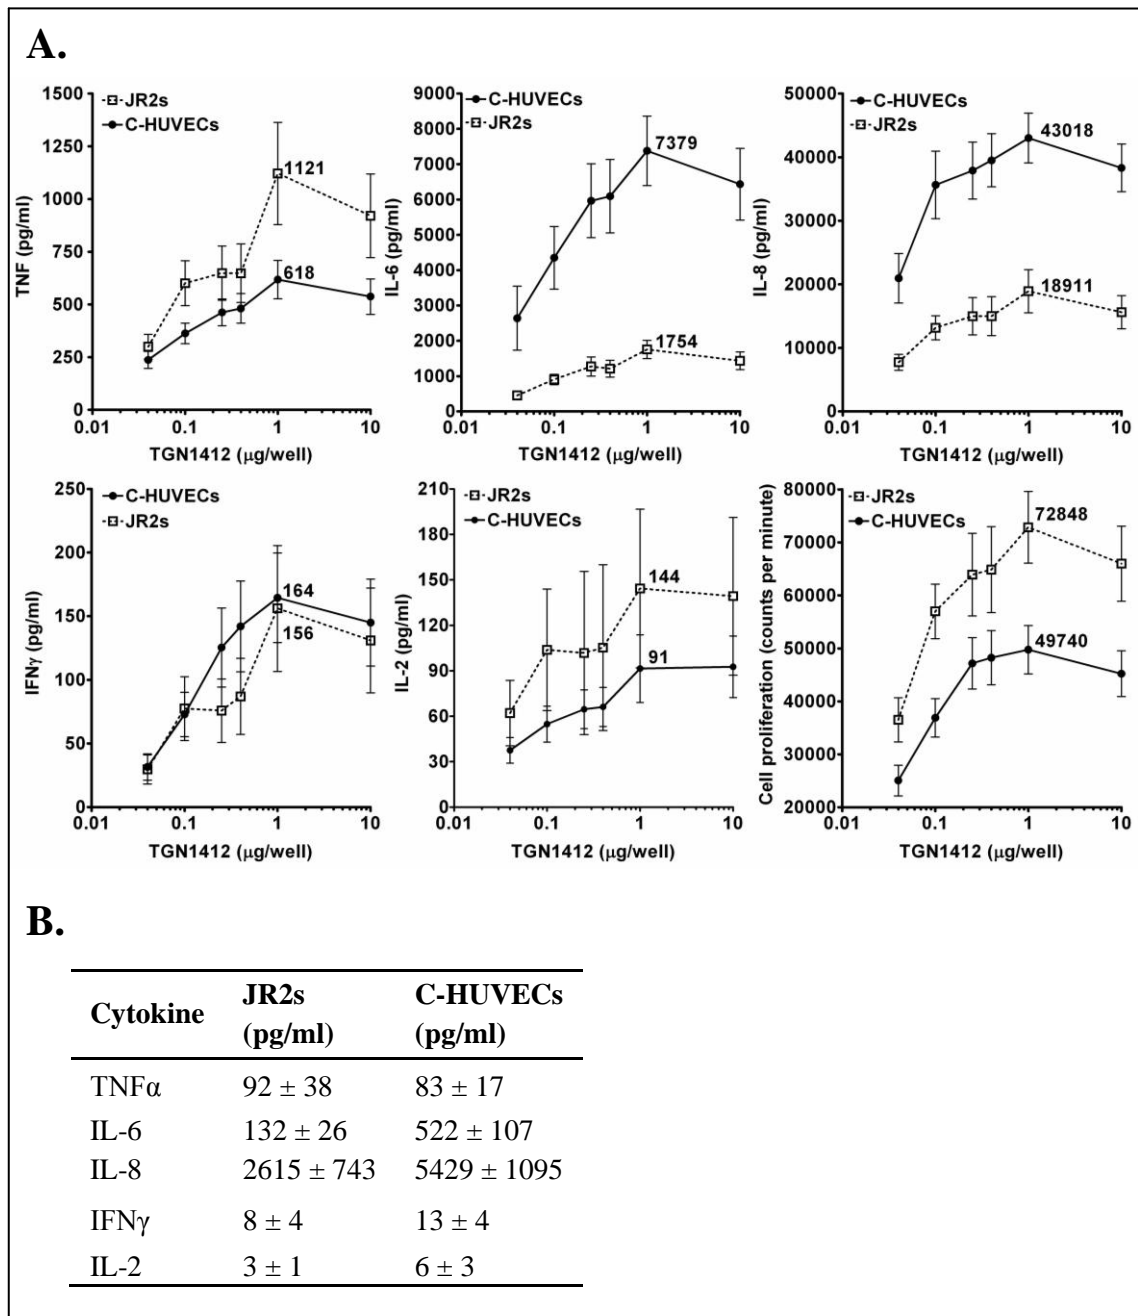 A.
JR2s
C-HUVECs
1500
1250
1000
750
500
250
0
TNF (pg/ml)
1121
618
0.01 0.1 1 10
TGN1412 (μg/well)
C-HUVECs
JR2s
9000
8000
7000
6000
5000
4000
3000
2000
1000
0
IL-6 (pg/ml)
7379
1754
0.01 0.1 1 10
TGN1412 (μg/well)
C-HUVECs
JR2s
50000
40000
30000
20000
10000
0
IL-8 (pg/ml)
43018
18911
0.01 0.1 1 10
TGN1412 (μg/well)
C-HUVECs
JR2s
250
200
150
100
50
0
IFNγ (pg/ml)
164
156
0.01 0.1 1 10
TGN1412 (μg/well)
JR2s
C-HUVECs
210
180
150
120
90
60
30
0
IL-2 (pg/ml)
144
91
0.01 0.1 1 10
TGN1412 (μg/well)
JR2s
C-HUVECs
80000
70000
60000
50000
40000
30000
20000
Cell proliferation (counts per minute)
72848
49740
0.01 0.1 1 10
TGN1412 (μg/well)
B.
Cytokine JR2s (pg/ml) C-HUVECs (pg/ml)
TNFα 92 ± 38 83 ± 17
IL-6 132 ± 26 522 ± 107
IL-8 2615 ± 743 5429 ± 1095
IFNγ 8 ± 4 13 ± 4
IL-2 3 ± 1 6 ± 3